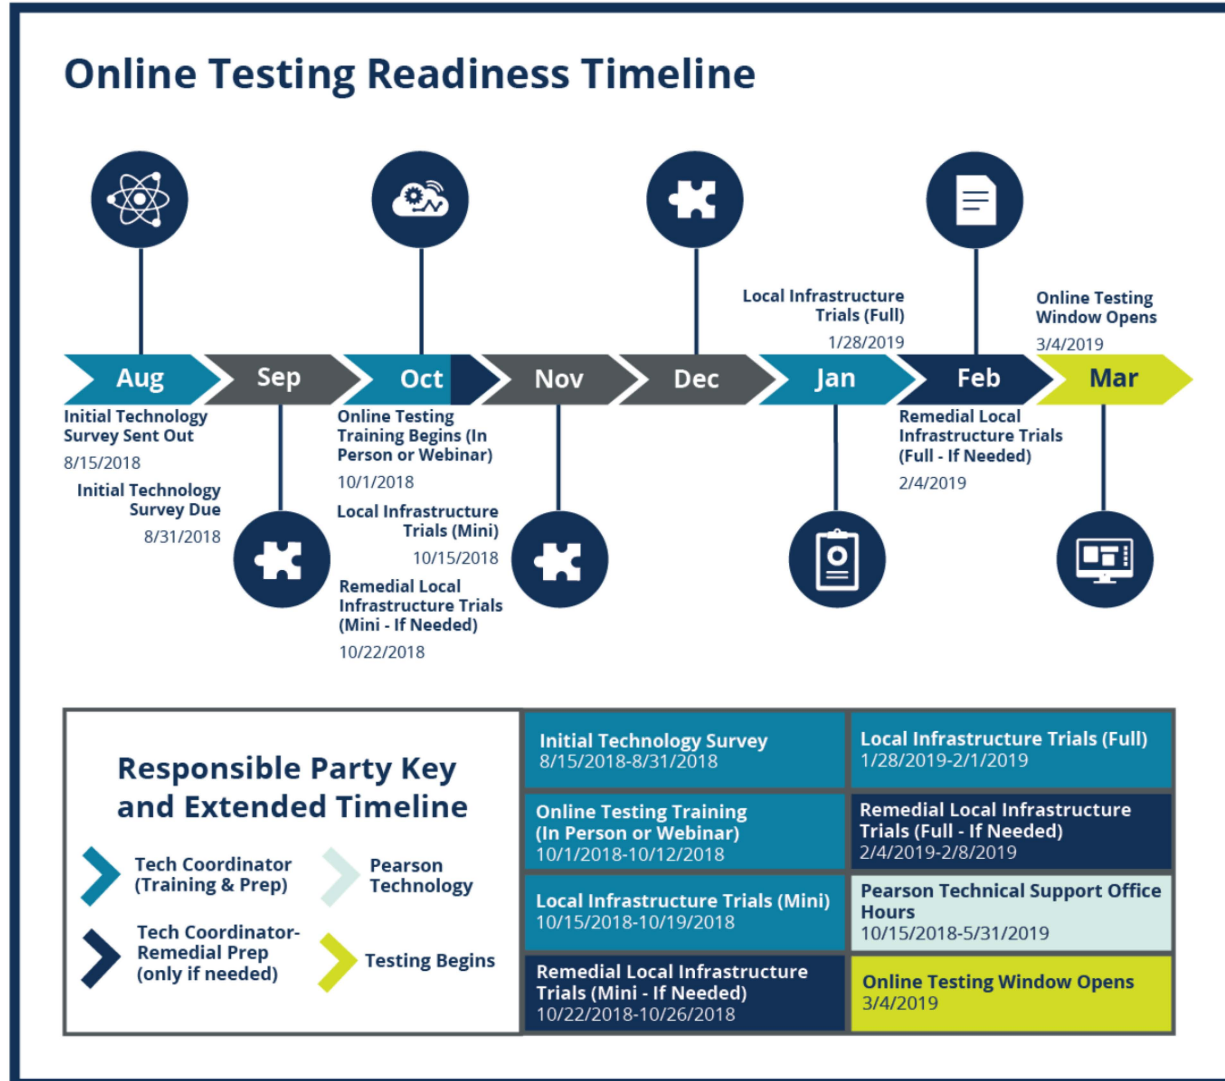 Online Testing Readiness Timeline
Local Infrastructure
Trials (Full)
1/28/2019
Online Testing
Window Opens
3/4/2019
Aug
Sep
Oct
Nov
Dec
Jan
Feb
Mar
Initial Technology
Survey Sent Out
8/15/2018
Initial Technology
Survey Due
8/31/2018
Online Testing
Training Begins (In
Person or Webinar)
10/1/2018
Local Infrastructure
Trials (Mini)
10/15/2018
Remedial Local
Infrastructure Trials
(Mini - If Needed)
10/22/2018
Remedial Local
Infrastructure Trials
(Full - If Needed)
2/4/2019
Responsible Party Key
and Extended Timeline
Tech Coordinator
(Training & Prep)
Pearson
Technology
Tech Coordinator-
Remedial Prep
(only if needed)
Testing Begins
Initial Technology Survey
8/15/2018-8/31/2018
Online Testing Training
(In Person or Webinar)
10/1/2018-10/12/2018
Local Infrastructure Trials (Mini)
10/15/2018-10/19/2018
Remedial Local Infrastructure
Trials (Mini - If Needed)
10/22/2018-10/26/2018
Local Infrastructure Trials (Full)
1/28/2019-2/1/2019
Remedial Local Infrastructure
Trials (Full - If Needed)
2/4/2019-2/8/2019
Pearson Technical Support Office
Hours
10/15/2018-5/31/2019
Online Testing Window Opens
3/4/2019